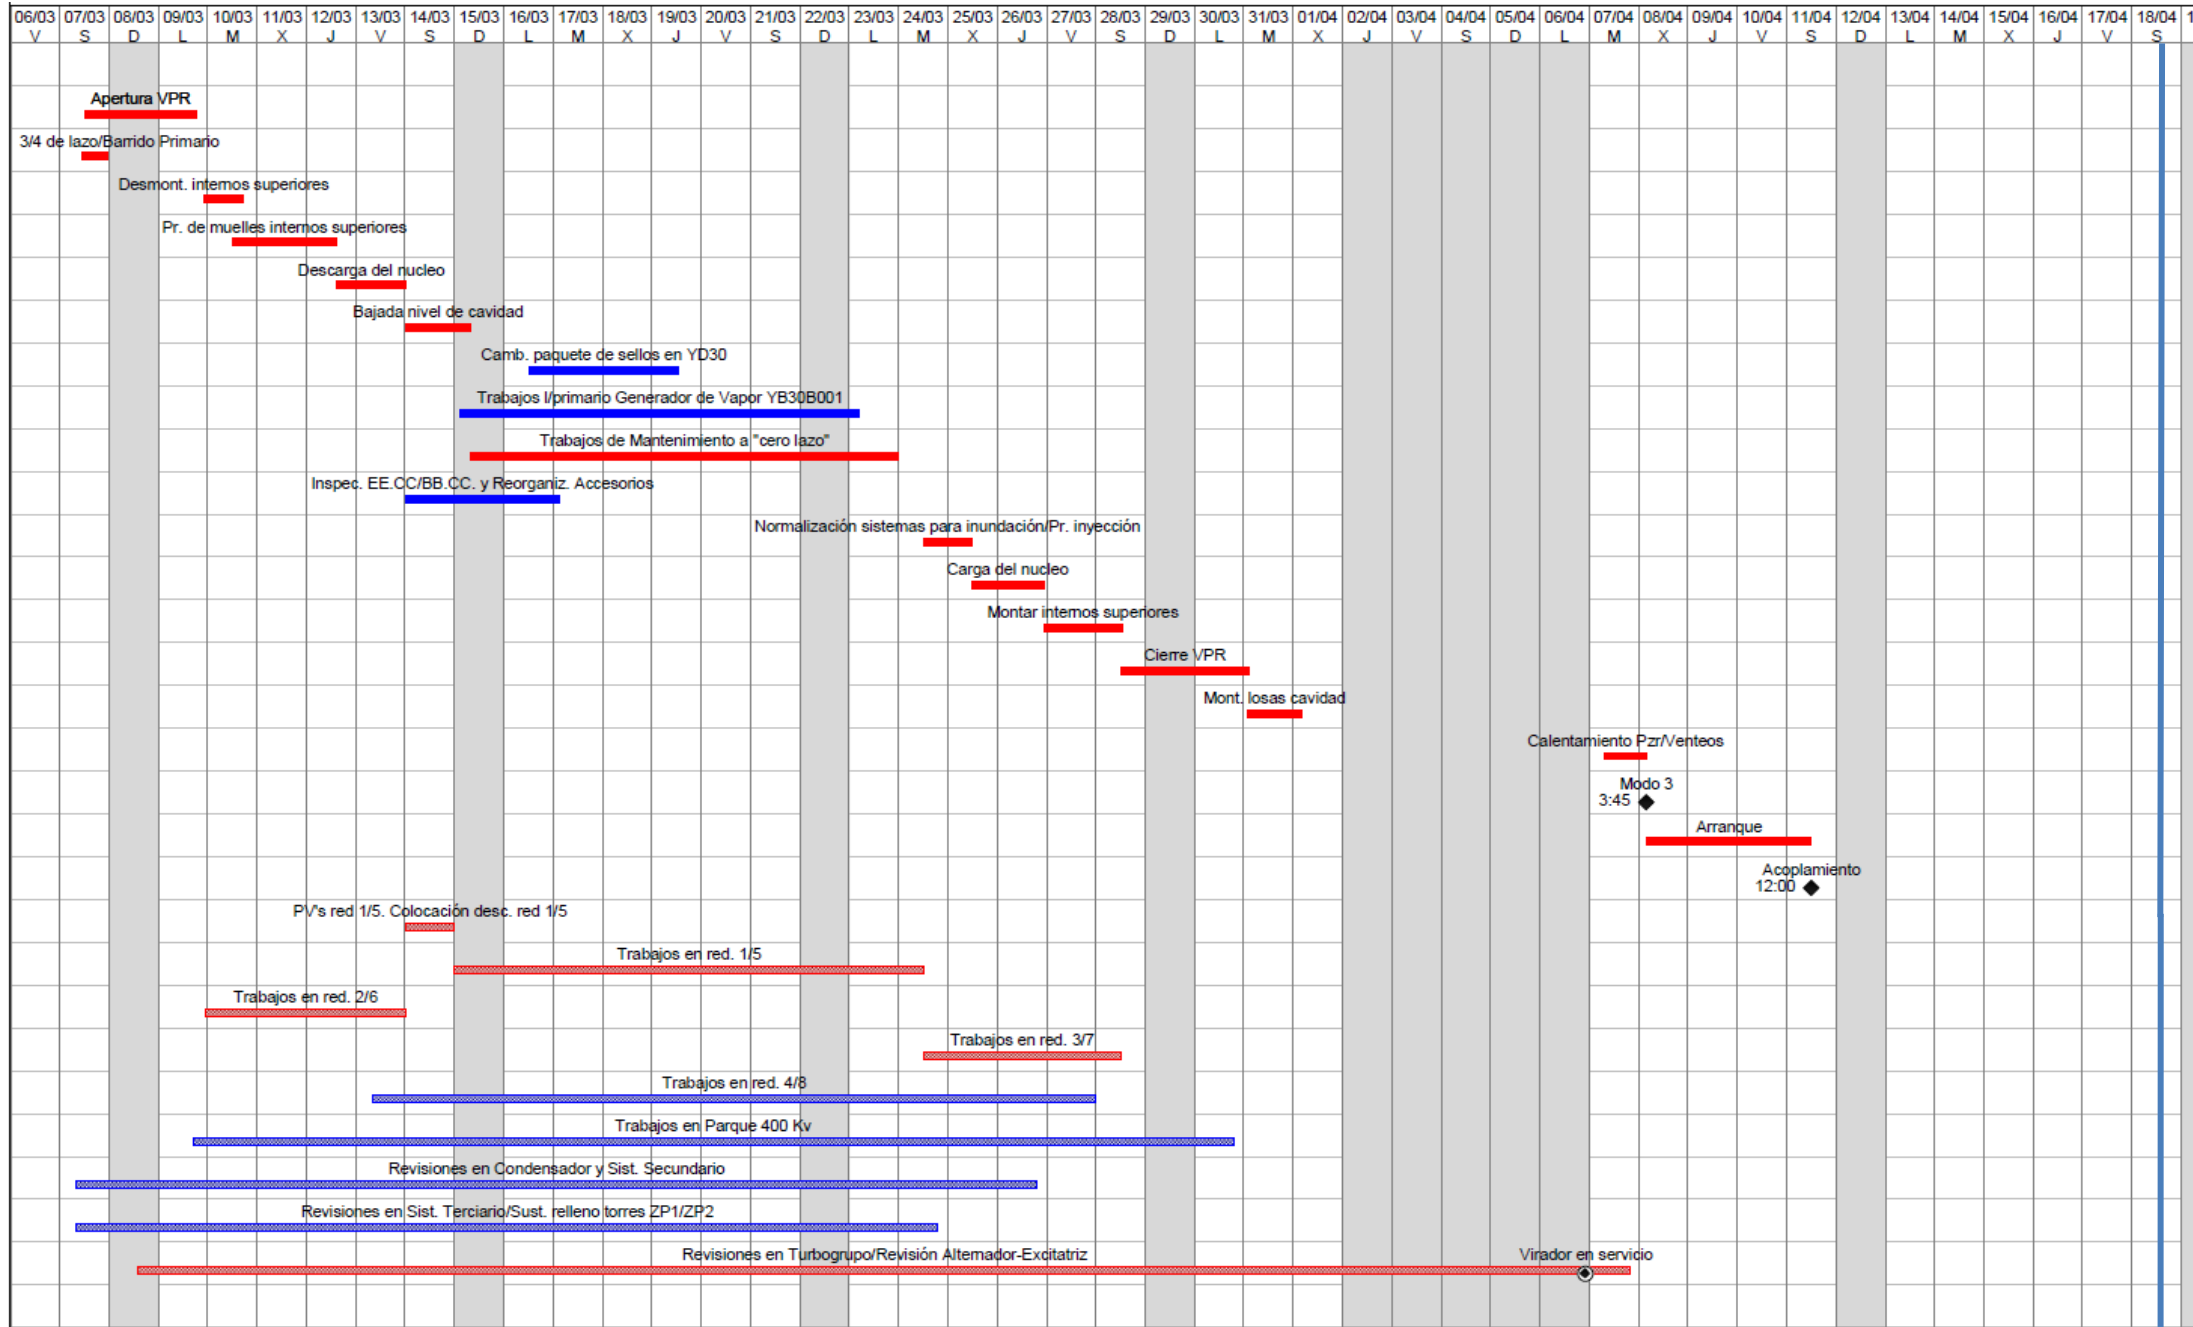 06/03 07/03 08/03 09/03 10/03 11/03 12/03 13/03 14/03 15/03 16/03 17/03 18/03 19/03 20/03 21/03 22/03 23/03 24/03 25/03 26/03 27/03 28/03 29/03 30/03 31/03 01/04 02/04 03/04 04/04 05/04 06/04 07/04 08/04 09/04 10/04 11/04 12/04 13/04 14/04 15/04 16/04 17/04 18/04 1
V S D L M X J V S D L M X J V S D L M X J V S D L M X J V S D L M X J V S D L M X J V S
Apertura VPR
3/4 de lazo/Barrido Primario
Desmont. internos superiores
Pr. de muelles internos superiores
Descarga del nucleo
Bajada nivel de cavidad
Camb. paquete de sellos en YD30
Trabajos l/primario Generador de Vapor YB30B001
Trabajos de Mantenimiento a "cero lazo"
Inspec. EE.CC/BB.CC. y Reorganiz. Accesorios
Normalización sistemas para inundación/Pr. inyección
Carga del nucleo
Montar internos superiores
Cierre VPR
Mont. losas cavidad
Calentamiento Pzr/Venteos
Modo 3
3:45
Arranque
Acoplamiento
12:00
PV's red 1/5. Colocación desc. red 1/5
Trabajos en red. 1/5
Trabajos en red. 2/6
Trabajos en red. 3/7
Trabajos en red. 4/8
Trabajos en Parque 400 Kv
Revisiones en Condensador y Sist. Secundario
Revisiones en Sist. Terciario/Sust. relleno torres ZP1/ZP2
Revisiones en Turbogrupo/Revisión Alternador-Excitatriz Virador en servicio